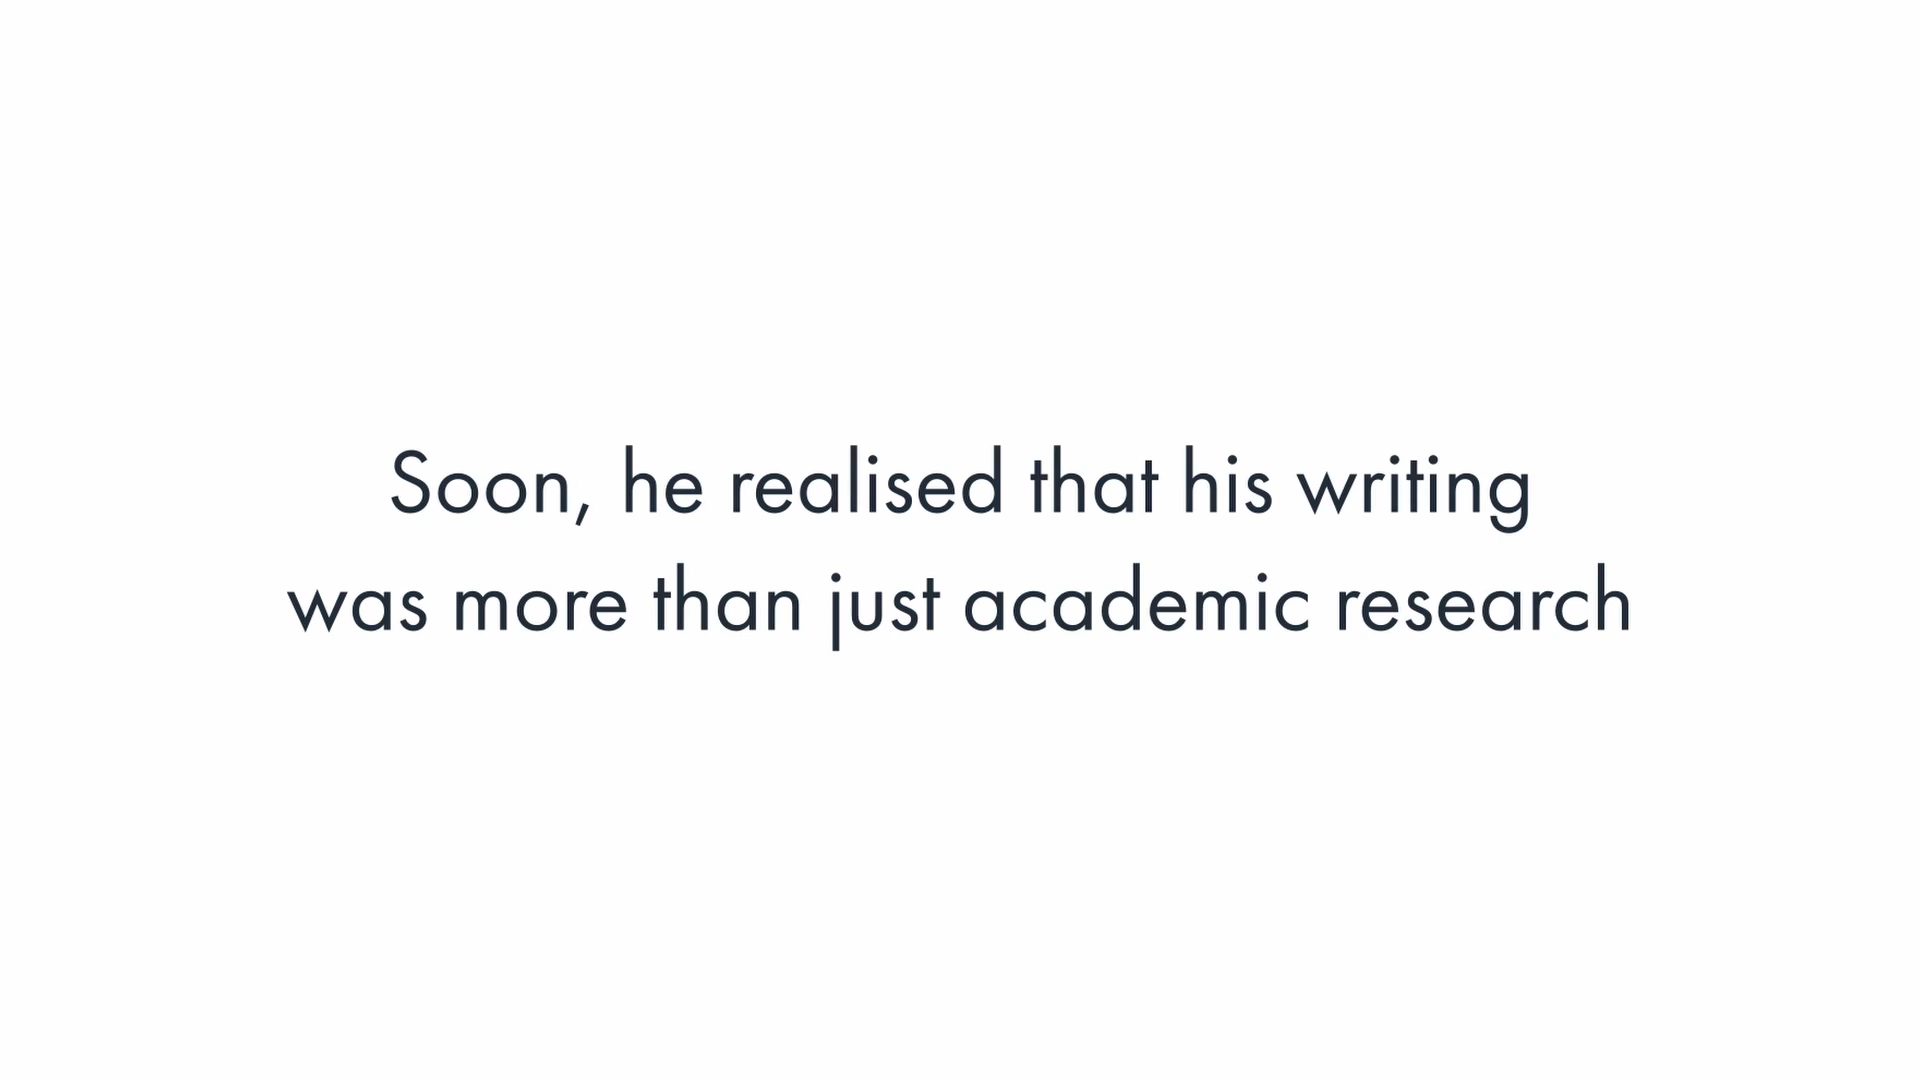 Soon, he realised that his writing
was more than just academic research